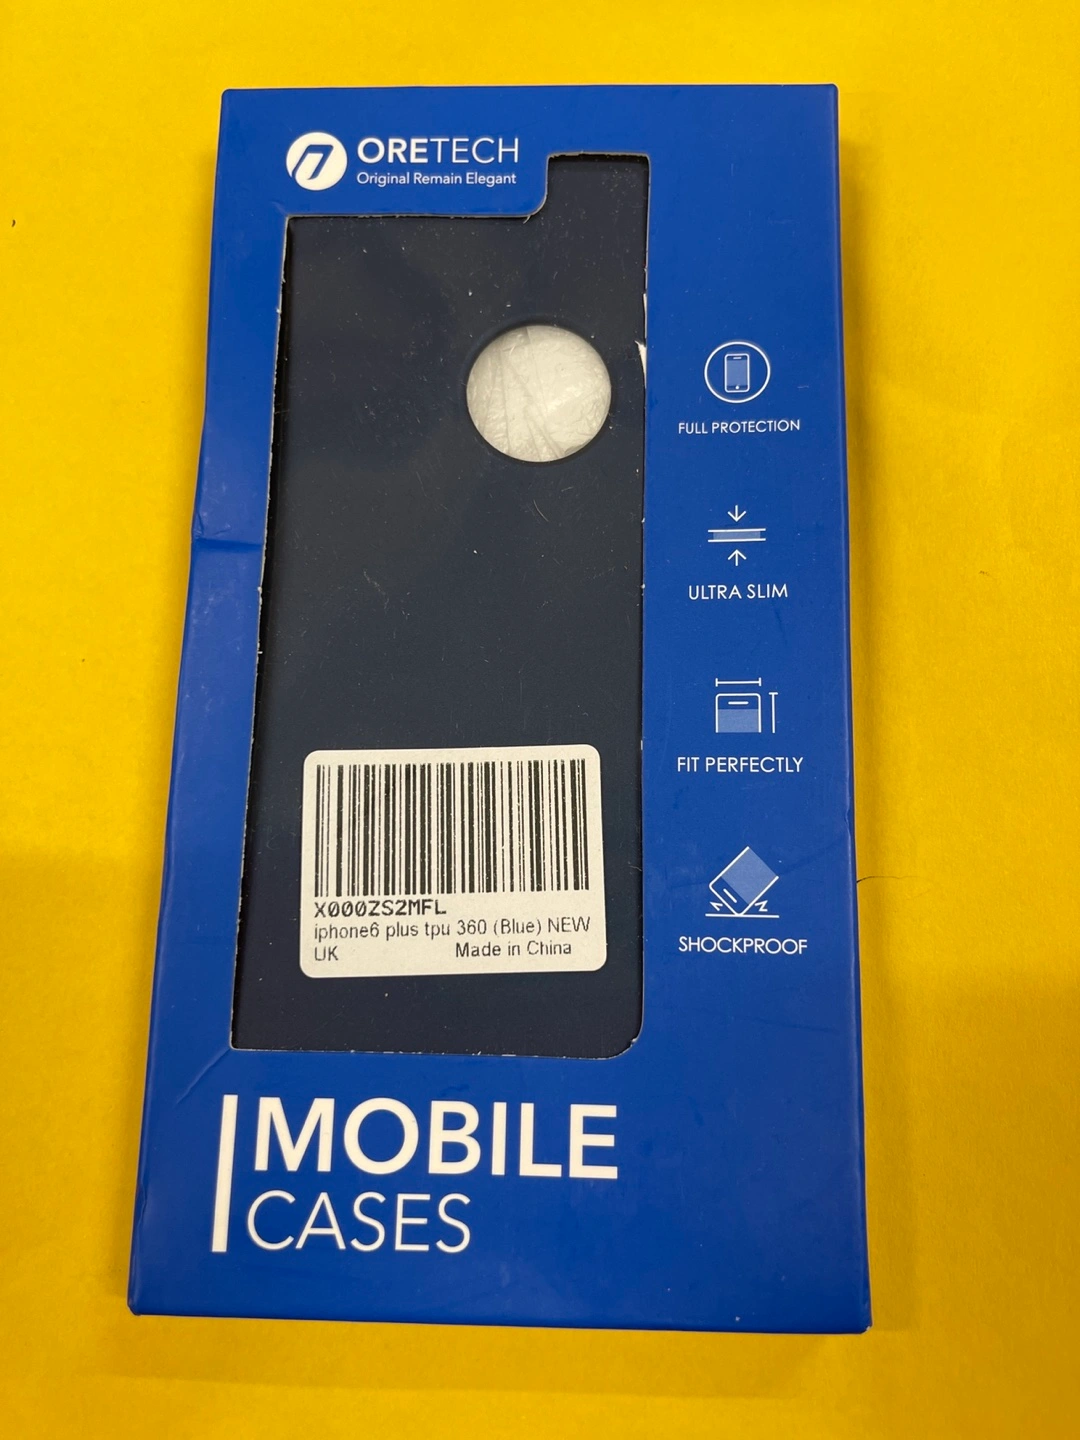 ORETECH
Original Remain Elegant
FULL PROTECTION
ULTRA SLIM
FIT PERFECTLY
SHOCKPROOF
X000ZS2MFL
iphone6 plus tpu 360 (Blue) NEW
UK Made in China
MOBILE
CASES